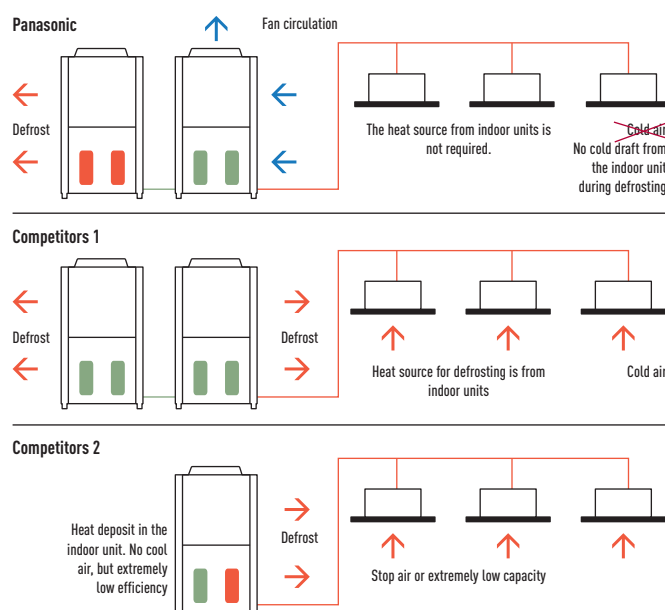 Panasonic
Fan circulation
Defrost
The heat source from indoor units is
not required.
Cold air
No cold draft from
the indoor unit
during defrosting
Competitors 1
Defrost
Defrost
Heat source for defrosting is from
indoor units
Cold air
Competitors 2
Heat deposit in the
indoor unit. No cool
air, but extremely
low efficiency
Defrost
Stop air or extremely low capacity